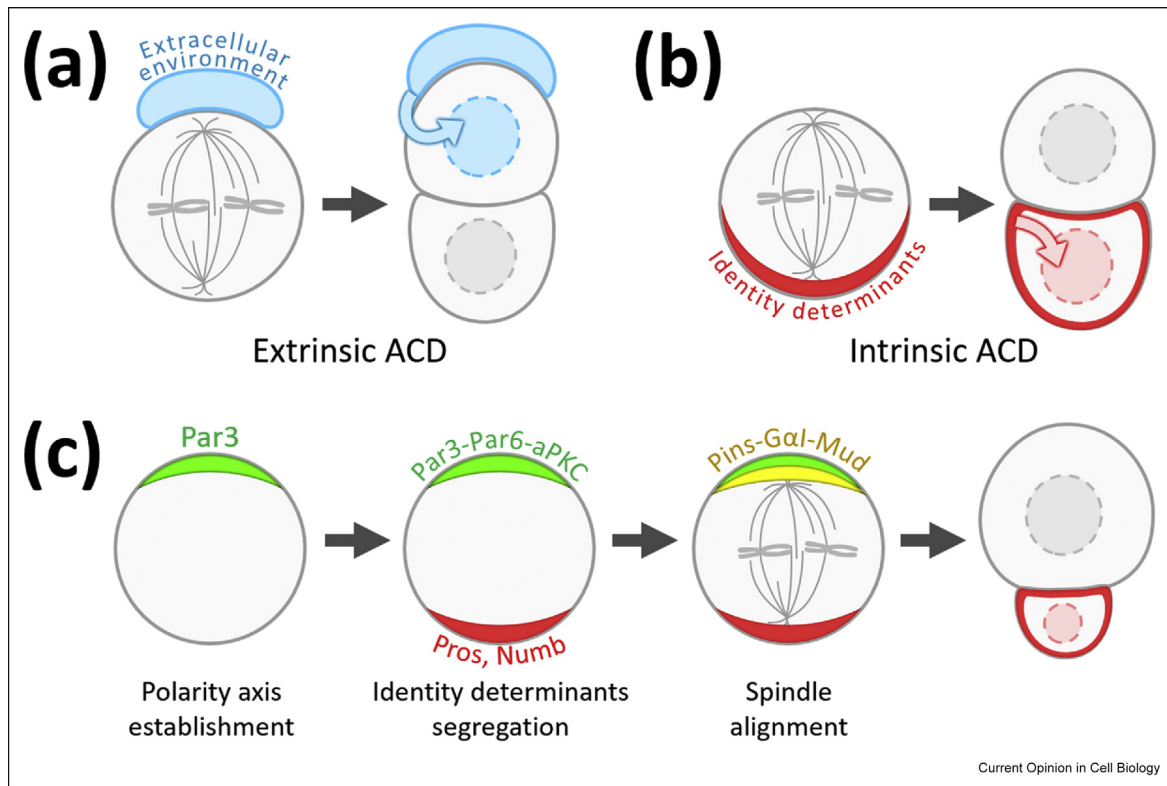 (a)
Extracellular
environment
Extrinsic ACD
(b)
Identity determinants
Intrinsic ACD
(c)
Par3
Par3-Par6-aPKC
Pros, Numb
Pins-Gαl-Mud
Polarity axis
establishment
Identity determinants
segregation
Spindle
alignment
Current Opinion in Cell Biology